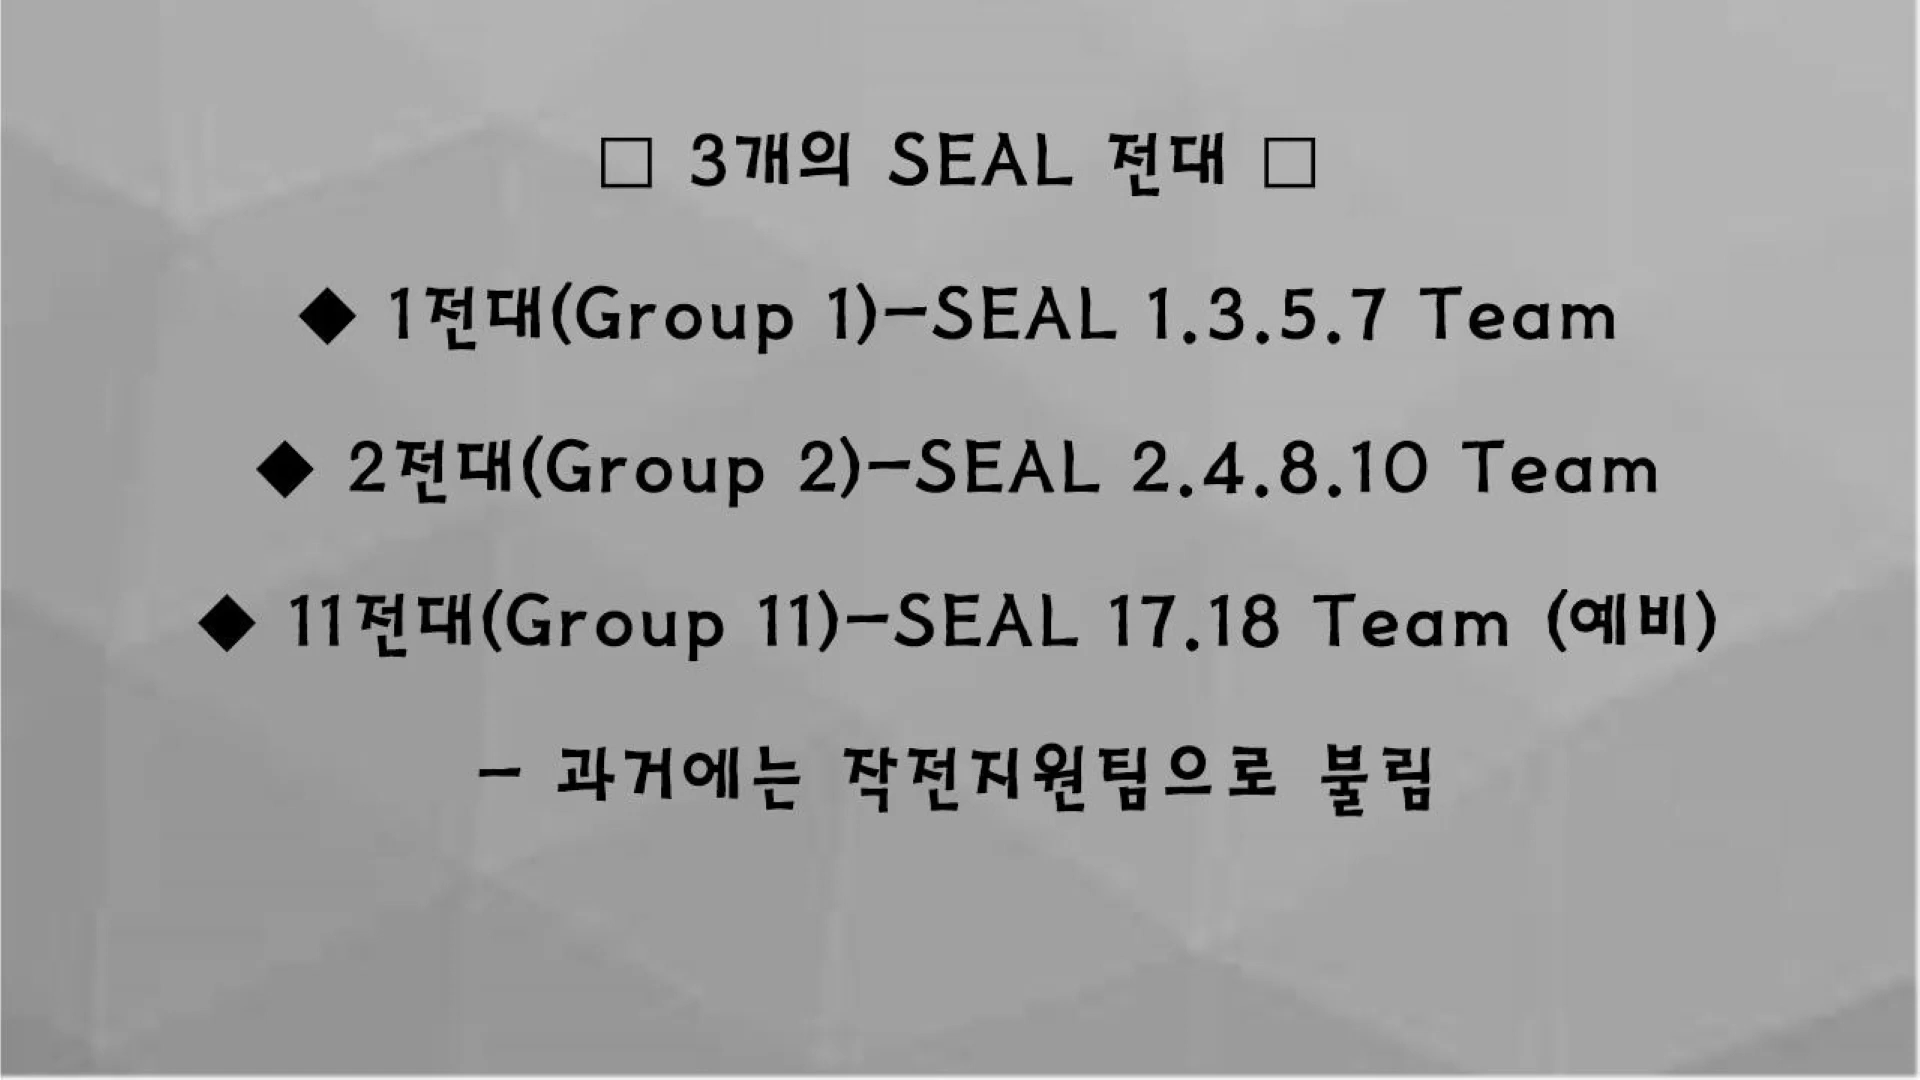 □ 3개의 SEAL 전대 □
◆ 1전대(Group 1)-SEAL 1.3.5.7 Team
◆ 2전대(Group 2)-SEAL 2.4.8.10 Team
◆ 11전대(Group 11)-SEAL 17.18 Team (예비)
- 과거에는 작전지원팀으로 불림